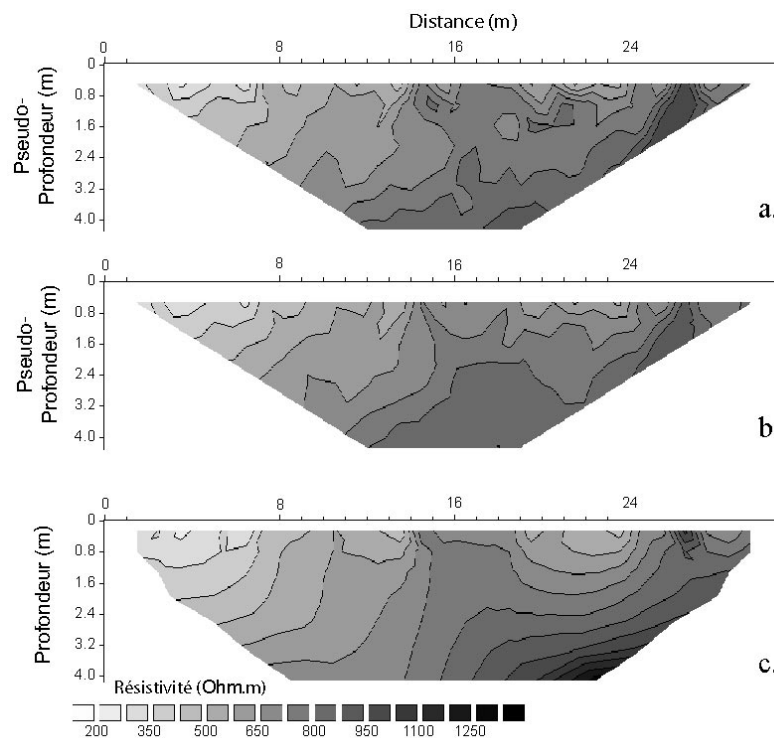 Distance (m)
0 8 16 24
Pseudo-
Profondeur (m)
0
0.8
1.6
2.4
3.2
4.0
a.
0 8 16 24
Pseudo-
Profondeur (m)
0
0.8
1.6
2.4
3.2
4.0
b.
0 8 16 24
Profondeur (m)
0
0.8
1.6
2.4
3.2
4.0
c.
Résistivité (Ohm.m)
200 350 500 650 800 950 1100 1250